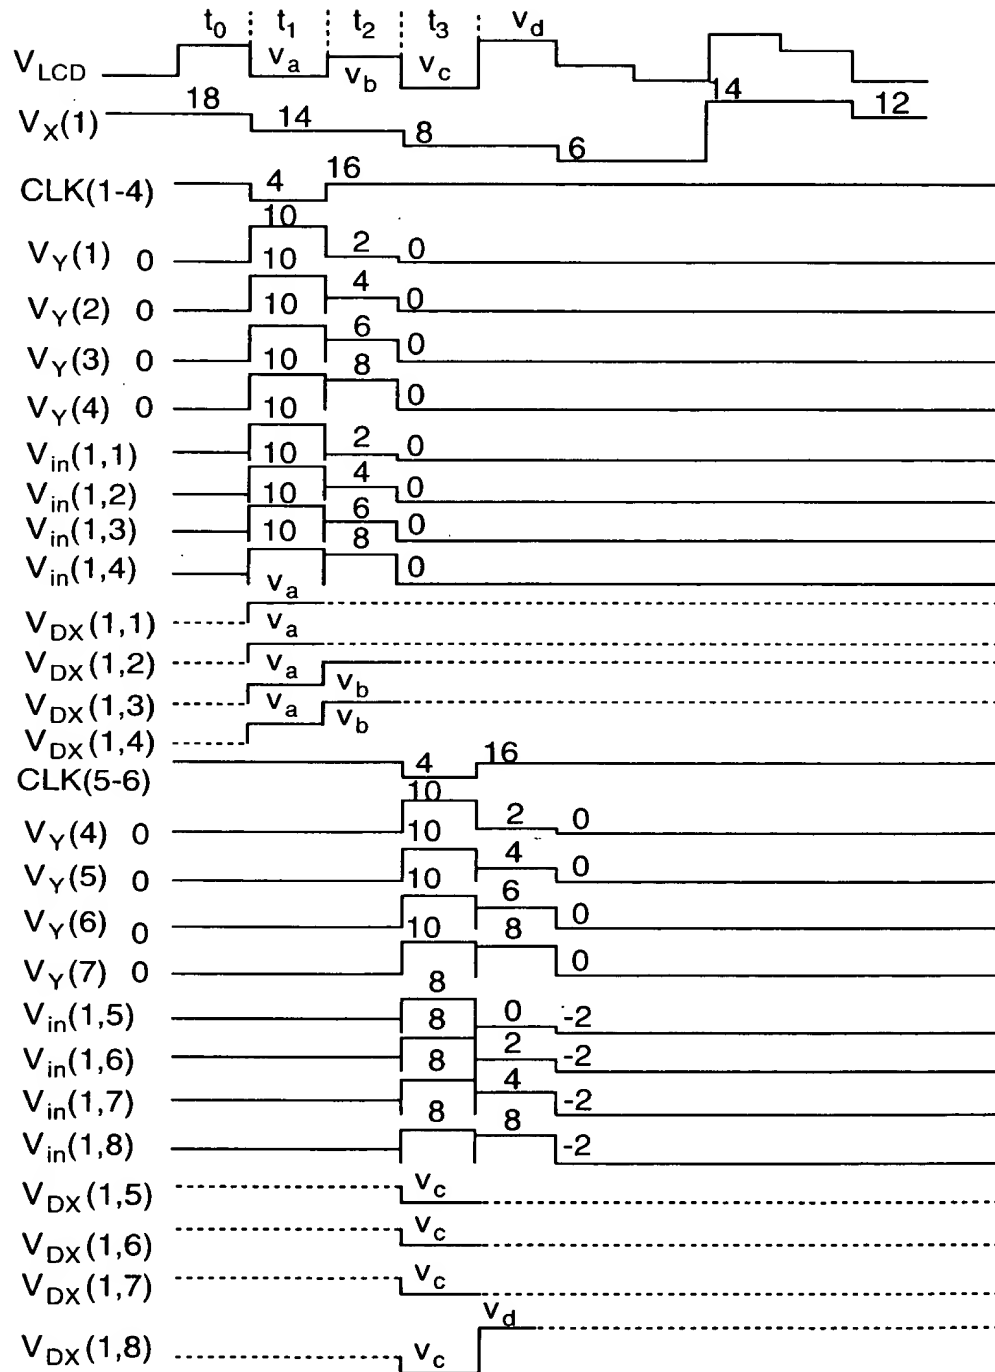 t0 t1 t2 t3 vd
VLCD va vb vc
VX(1) 18 14 8 6 14 12
CLK(1-4) 4 16
10
VY(1) 0 10 2 0
VY(2) 0 10 4 0
VY(3) 0 10 6 0
VY(4) 0 10 8 0
Vin(1,1) 10 2 0
Vin(1,2) 10 4 0
Vin(1,3) 10 6 0
Vin(1,4) 8 0
va
VDX(1,1) va
VDX(1,2) va
VDX(1,3) va vb
VDX(1,4) vb
CLK(5-6) 4 16
10
VY(4) 0 10 2 0
VY(5) 0 10 4 0
VY(6) 0 10 6 0
VY(7) 0 8 8 0
Vin(1,5) 8 0 -2
Vin(1,6) 8 2 -2
Vin(1,7) 8 4 -2
Vin(1,8) 8 -2
VDX(1,5) vc
VDX(1,6) vc
VDX(1,7) vc
VDX(1,8) vc vd